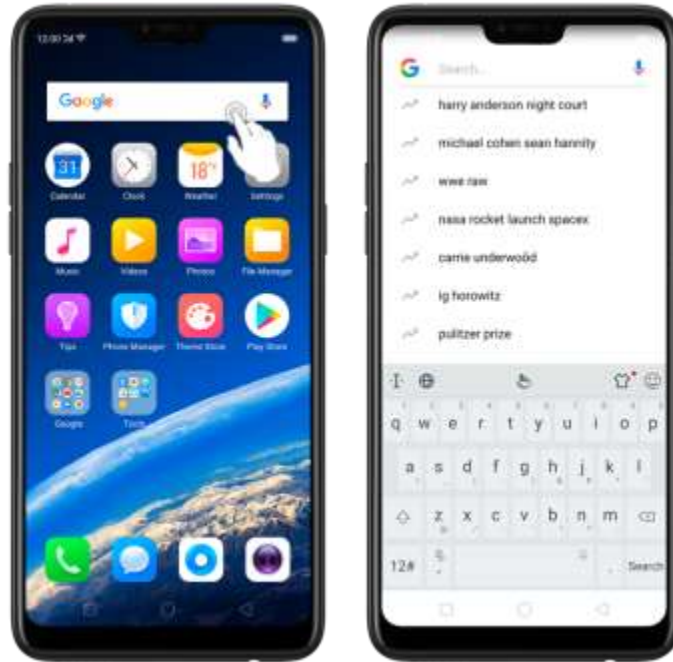 12:00
Google
31
18°
Calendar
Clock
Weather
Settings
Music
Videos
Photos
File Manager
Tips
Phone Manager
Theme Store
Play Store
Google
Tools
G Search...
harry anderson night court
michael cohen sean hannity
wwe raw
nasa rocket launch spacex
carrie underwood
ig horowitz
pulitzer prize
q w e r t y u i o p
a s d f g h j k l
z x c v b n m
12# , . Search